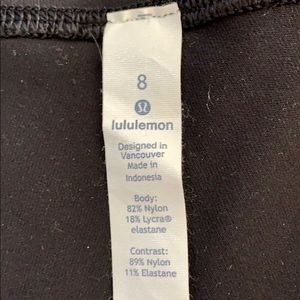 8
lululemon
Designed in
Vancouver
Made in
Indonesia
Body:
82% Nylon
18% Lycra®
elastane
Contrast:
89% Nylon
11% Elastane